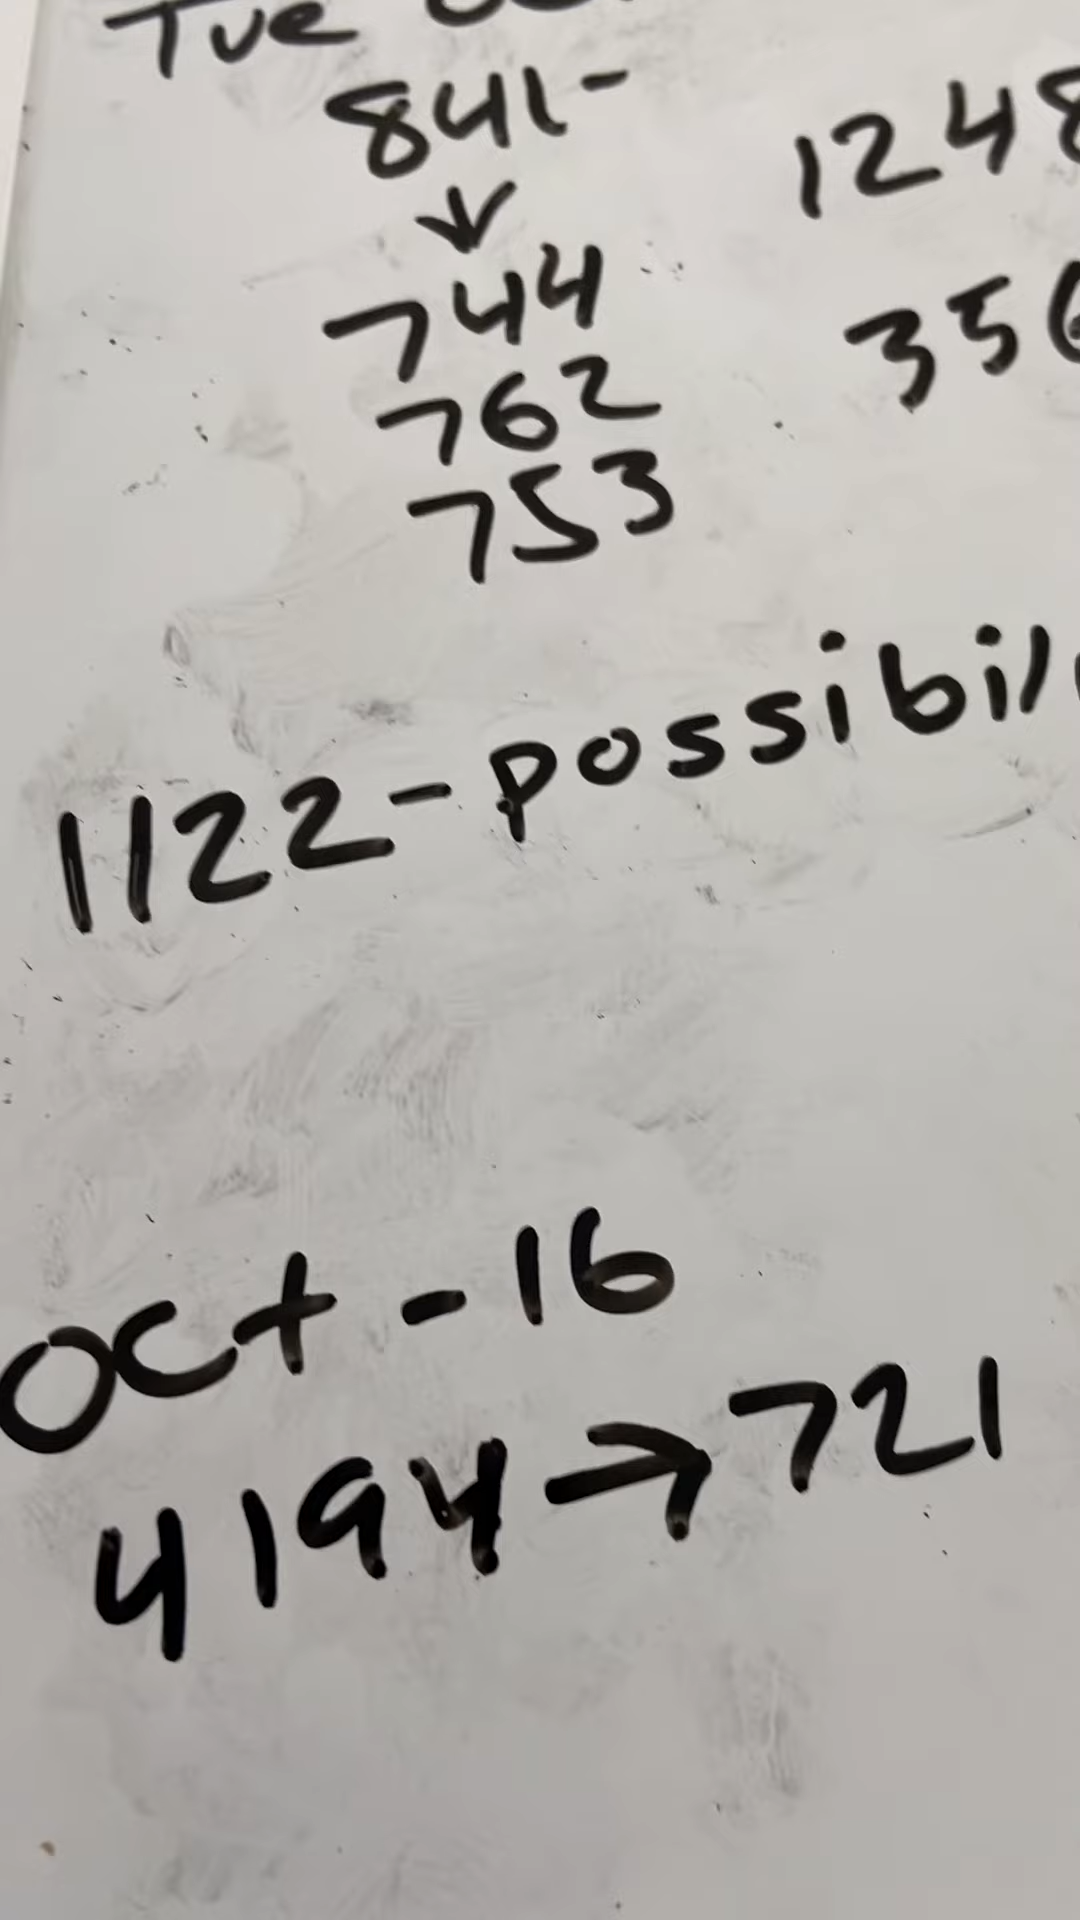 Tue
841-
↓
744
762
753
1248
356
1122-possibil
Oct-16
4194→721